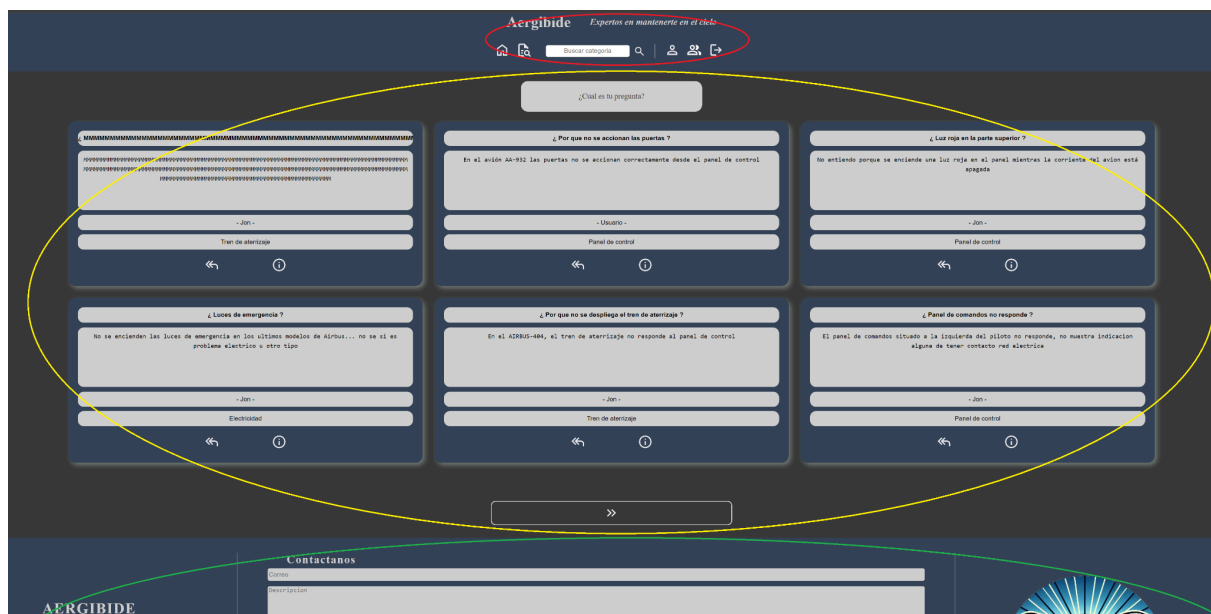 Aergibide
Expertos en mantenerte en el cielo
Buscar categoria
¿Cual es tu pregunta?
- Jon -
Tren de aterrizaje
¿ Por que no se accionan las puertas ?
En el avión AA-932 las puertas no se accionan correctamente desde el panel de control
- Usuario -
Panel de control
¿ Luz roja en la parte superior ?
No entiendo porque se enciende una luz roja en el panel mientras la corriente del avion está
apagada
- Jon -
Panel de control
¿ Luces de emergencia ?
No se encienden las luces de emergencia en los ultimos modelos de Airbus... no se si es
problema electrico u otro tipo
- Jon -
Electricidad
¿ Por que no se despliega el tren de aterrizaje ?
En el AIRBUS-404, el tren de aterrizaje no responde al panel de control
- Jon -
Tren de aterrizaje
¿ Panel de comandos no responde ?
El panel de comandos situado a la izquierda del piloto no responde, no muestra indicacion
alguna de tener contacto red electrica
- Jon -
Panel de control
Contactanos
Correo
Descripcion
AERGIBIDE